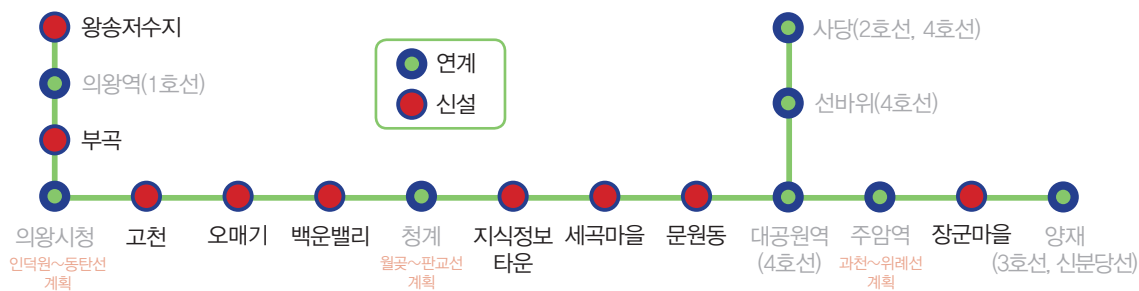 왕송저수지
의왕역(1호선)
부곡
연계
신설
사당(2호선, 4호선)
선바위(4호선)
의왕시청
인덕원~동탄선
계획
고천
오매기
백운밸리
청계
월곶~판교선
계획
지식정보
타운
세곡마을
문원동
대공원역
(4호선)
주암역
과천~위례선
계획
장군마을
양재
(3호선, 신분당선)